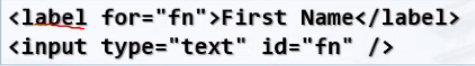 <label for="fn">First Name</label>
<input type="text" id="fn" />